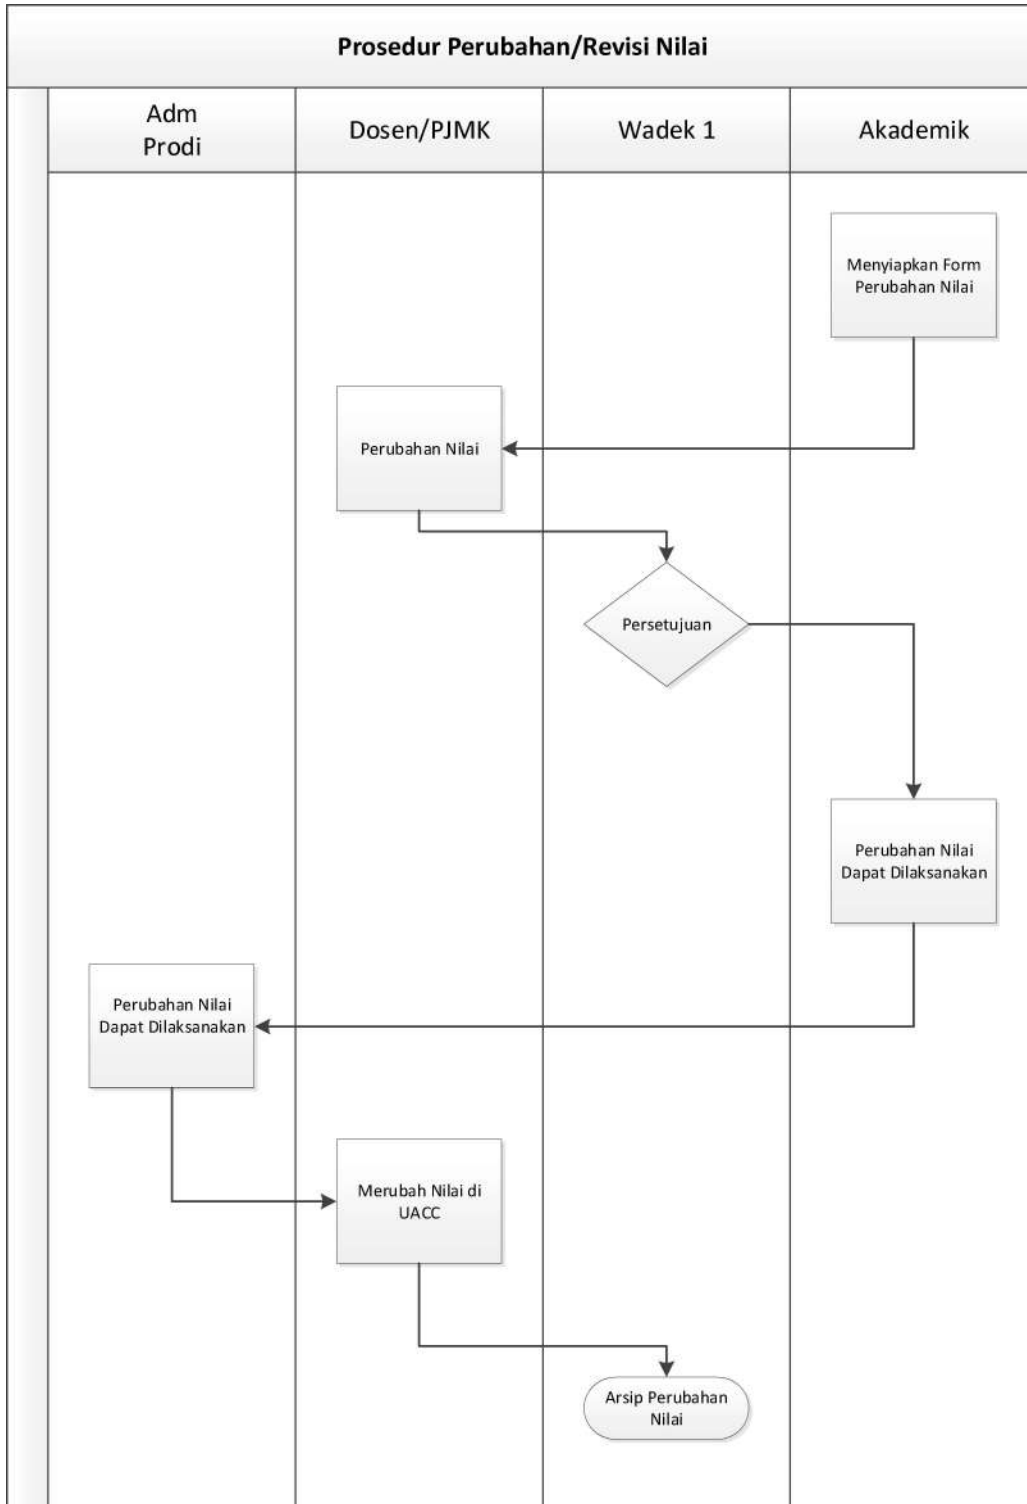 Prosedur Perubahan/Revisi Nilai
Adm
Prodi
Dosen/PJMK
Wadek 1
Akademik
Menyiapkan Form
Perubahan Nilai
Perubahan Nilai
Persetujuan
Perubahan Nilai
Dapat Dilaksanakan
Perubahan Nilai
Dapat Dilaksanakan
Merubah Nilai di
UACC
Arsip Perubahan
Nilai